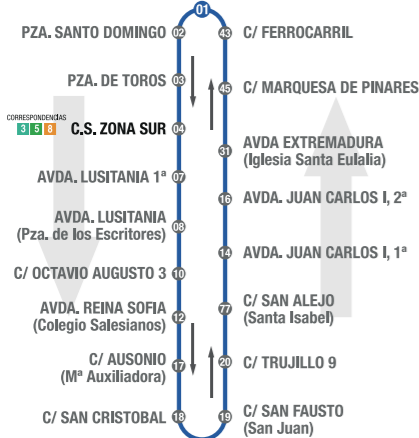 01
PZA. SANTO DOMINGO 02
43 C/ FERROCARRIL
PZA. DE TOROS 03
45 C/ MARQUESA DE PINARES
CORRESPONDENCIAS
3 5 8
C.S. ZONA SUR 04
31 AVDA EXTREMADURA
(Iglesia Santa Eulalia)
AVDA. LUSITANIA 1ª 07
16 AVDA. JUAN CARLOS I, 2ª
AVDA. LUSITANIA
(Pza. de los Escritores) 08
14 AVDA. JUAN CARLOS I, 1ª
C/ OCTAVIO AUGUSTO 3 10
AVDA. REINA SOFIA
(Colegio Salesianos) 12
77 C/ SAN ALEJO
(Santa Isabel)
C/ AUSONIO
(Mª Auxiliadora) 17
20 C/ TRUJILLO 9
C/ SAN CRISTOBAL 18
19 C/ SAN FAUSTO
(San Juan)